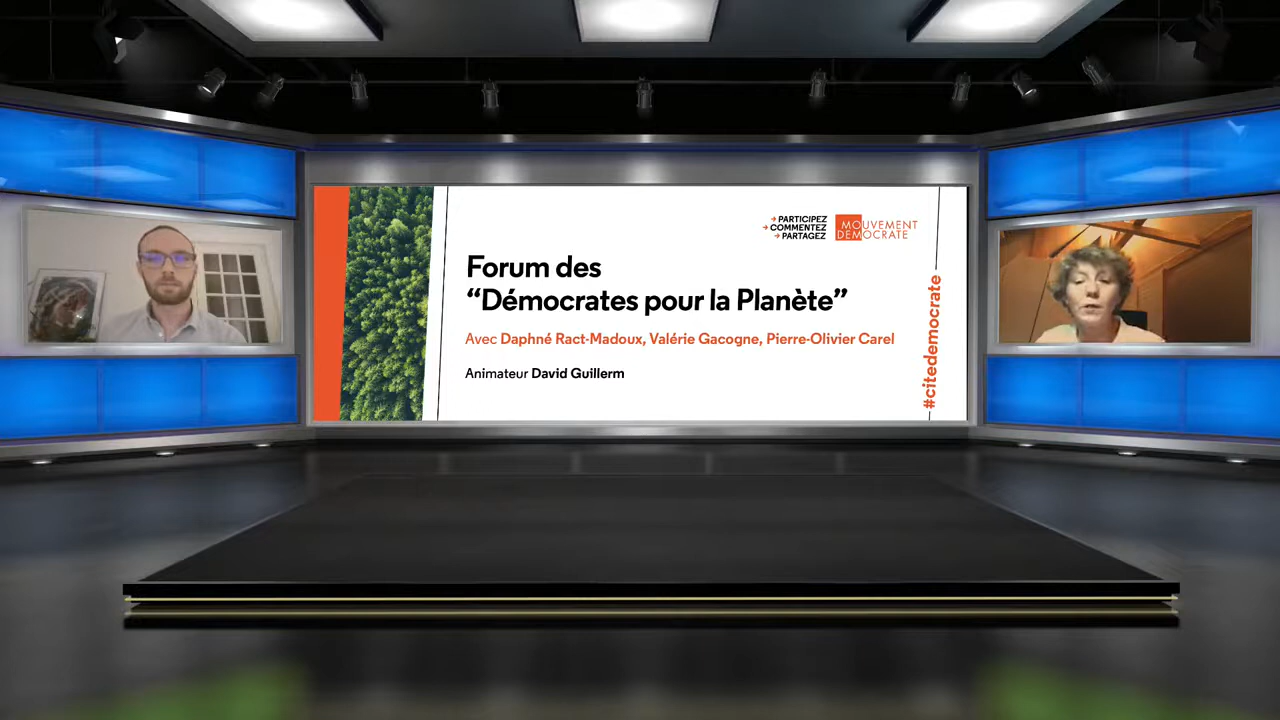 PARTICIPEZ
COMMENTEZ
PARTAGEZ
MOUVEMENT
DEMOCRATE
Forum des
“Démocrates pour la Planète”
Avec Daphné Ract-Madoux, Valérie Gacogne, Pierre-Olivier Carel
Animateur David Guillerm
#citedemocrate